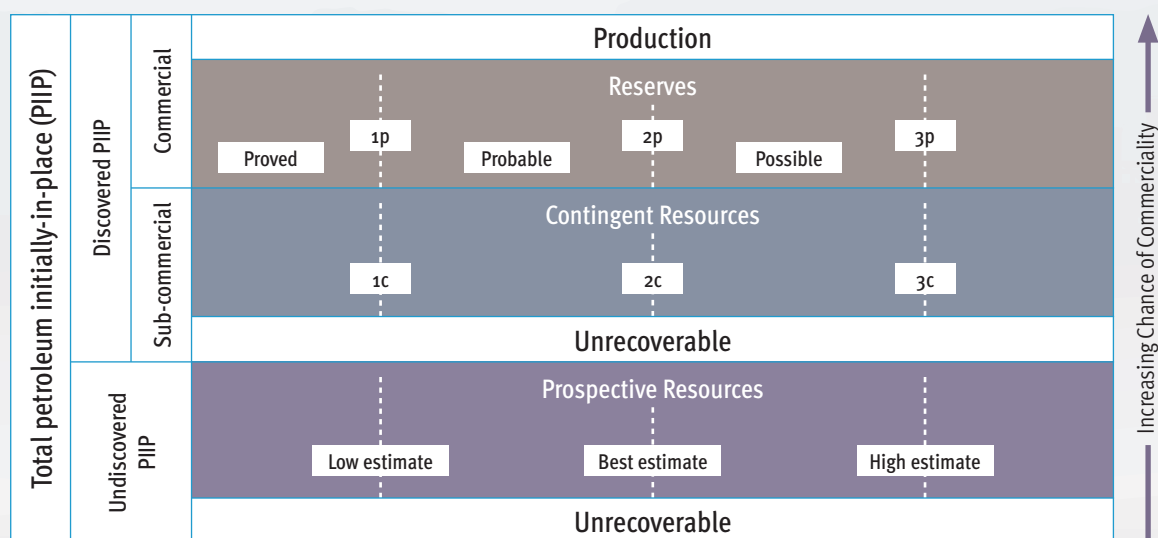 Total petroleum initially-in-place (PIIP)
Discovered PIIP
Commercial
Production
Reserves
1p
2p
3p
Proved
Probable
Possible
Sub-commercial
Contingent Resources
1c
2c
3c
Unrecoverable
Undiscovered
PIIP
Prospective Resources
Low estimate
Best estimate
High estimate
Unrecoverable
Increasing Chance of Commerciality